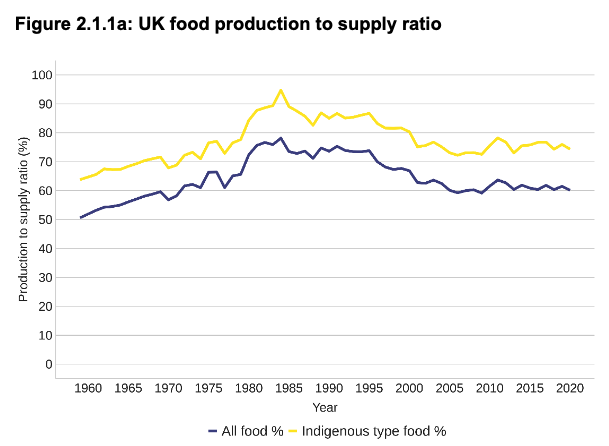 Figure 2.1.1a: UK food production to supply ratio
100
90
80
70
60
50
40
30
20
10
0
Production to supply ratio (%)
1960 1965 1970 1975 1980 1985 1990 1995 2000 2005 2010 2015 2020
Year
All food % Indigenous type food %